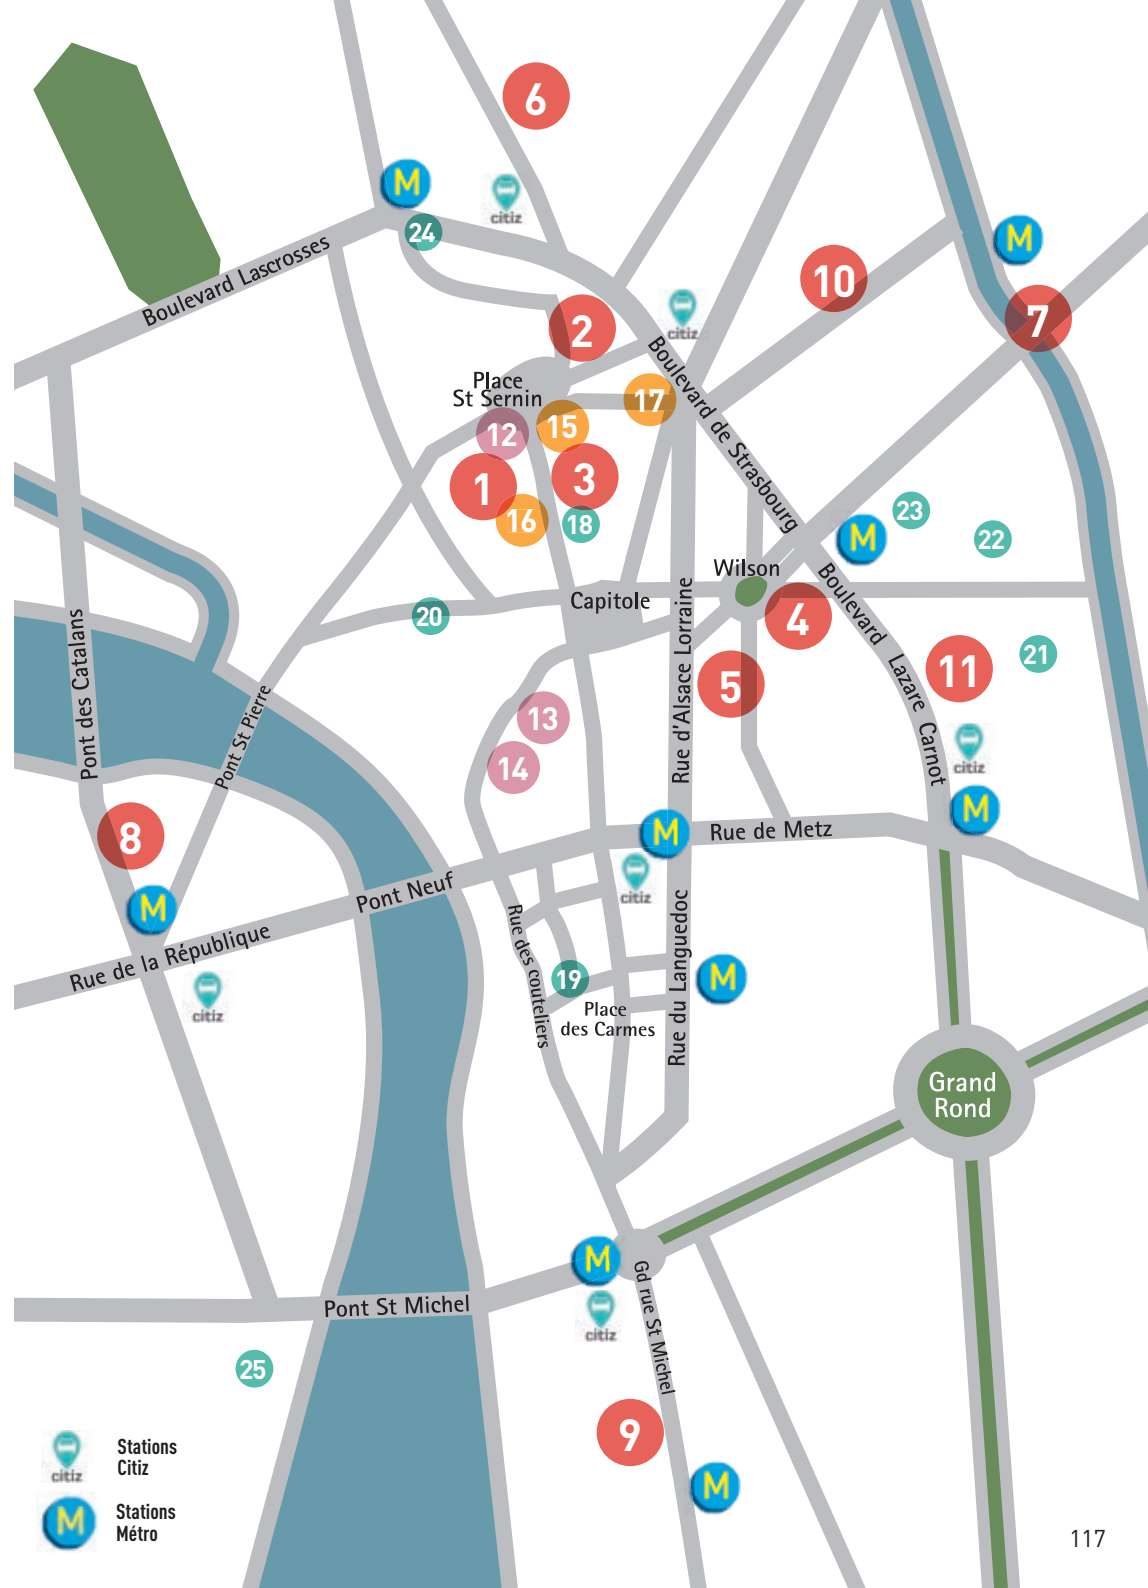 6
M
citiz
24
M
Boulevard Lascrosses
10
2
citiz
7
Boulevard de Strasbourg
Place
St Sernin
17
12
15
1
3
16
18
23
M
22
Wilson
Boulevard Lazare Carnot
Capitole
20
4
21
11
5
Pont des Catalans
Pont St Pierre
Rue d'Alsace Lorraine
13
14
citiz
M
8
M
Rue de Metz
citiz
Pont Neuf
M
Rue de la République
Rue des couteliers
Rue du Languedoc
19
M
citiz
Place
des Carmes
Grand
Rond
M
Pont St Michel
citiz
Gd rue St Michel
25
9
M
citiz
Stations
Citiz
M
Stations
Métro
117